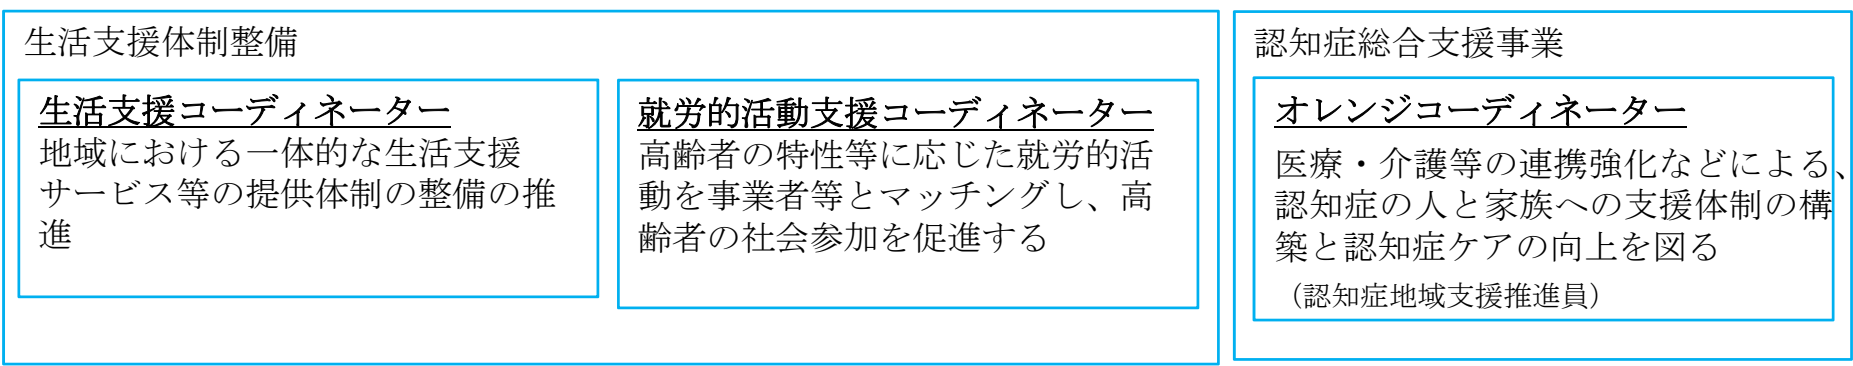 生活支援体制整備
生活支援コーディネーター
地域における一体的な生活支援
サービス等の提供体制の整備の推
進
就労的活動支援コーディネーター
高齢者の特性等に応じた就労的活
動を事業者等とマッチングし、高
齢者の社会参加を促進する
認知症総合支援事業
オレンジコーディネーター
医療・介護等の連携強化などによる、
認知症の人と家族への支援体制の構
築と認知症ケアの向上を図る
（認知症地域支援推進員）